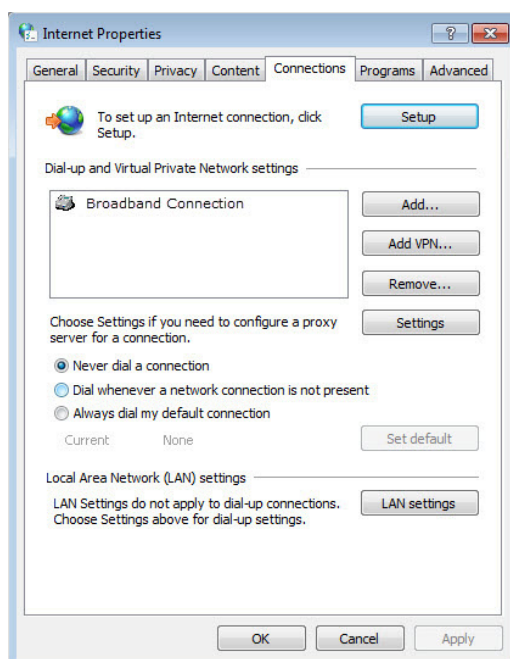 Internet Properties
General Security Privacy Content Connections Programs Advanced
To set up an Internet connection, click
Setup.
Setup
Dial-up and Virtual Private Network settings
Broadband Connection
Add...
Add VPN...
Remove...
Choose Settings if you need to configure a proxy
server for a connection.
Settings
Never dial a connection
Dial whenever a network connection is not present
Always dial my default connection
Current None
Set default
Local Area Network (LAN) settings
LAN Settings do not apply to dial-up connections.
Choose Settings above for dial-up settings.
LAN settings
OK Cancel Apply